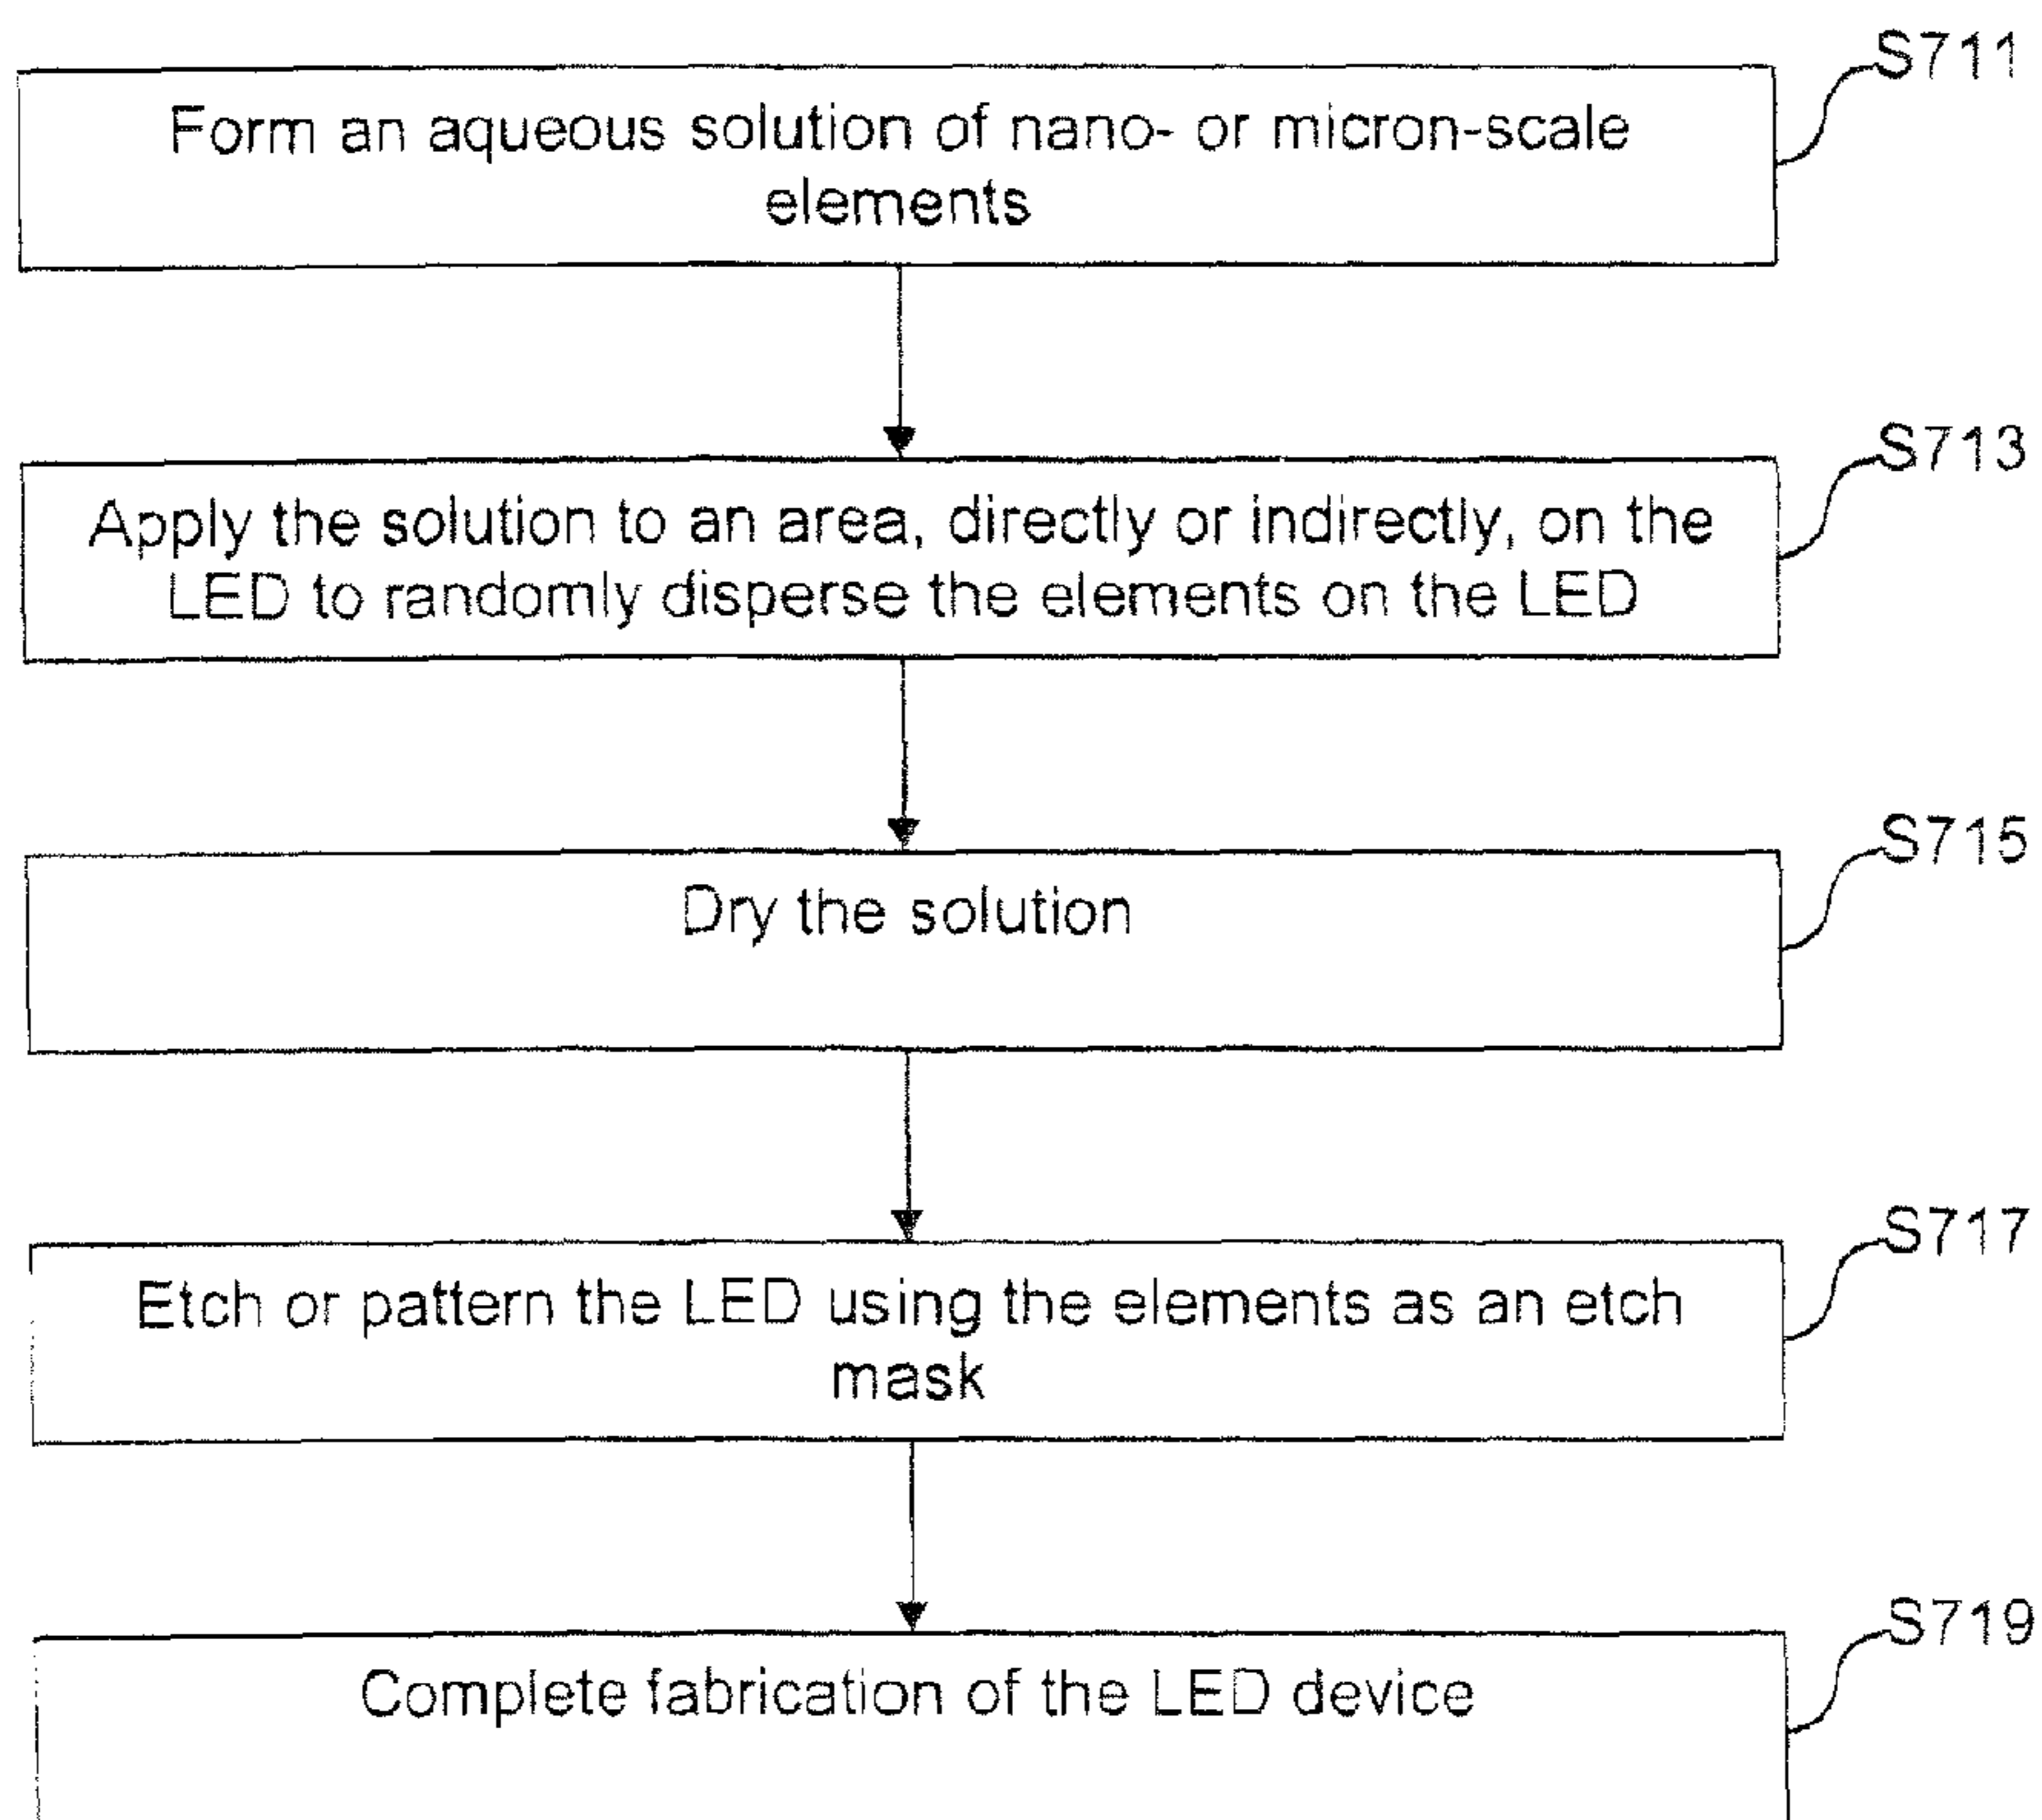 S711
Form an aqueous solution of nano- or micron-scale
elements
S713
Apply the solution to an area, directly or indirectly, on the
LED to randomly disperse the elements on the LED
S715
Dry the solution
S717
Etch or pattern the LED using the elements as an etch
mask
S719
Complete fabrication of the LED device